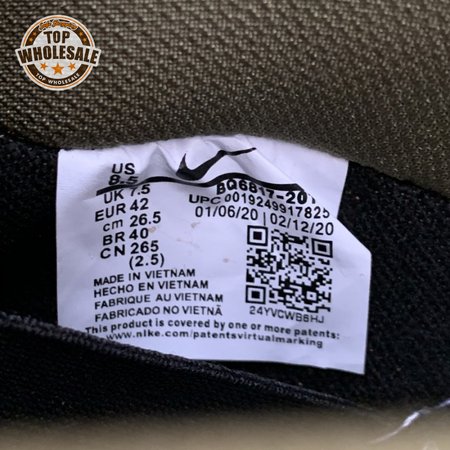 TOP
WHOLESALE
TOP WHOLESALE
US
8.5
UK 7.5
EUR 42
cm 26.5
BR 40
CN 265
(2.5)
BQ6817-201
UPC 0019249917825
01/06/20 | 02/12/20
24YVCWB6HJ
MADE IN VIETNAM
HECHO EN VIETNAM
FABRIQUE AU VIETNAM
FABRICADO NO VIETNÃ
This product is covered by one or more patents:
www.nike.com/patentsvirtualmarking